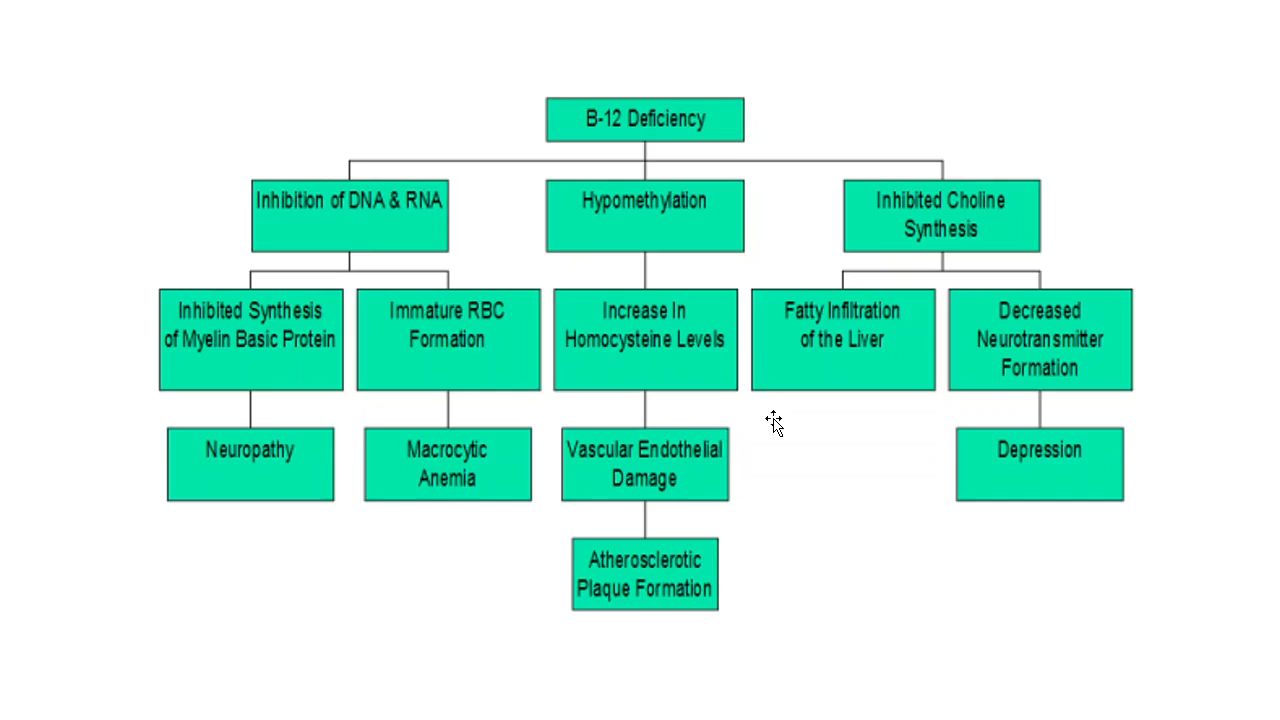 B-12 Deficiency
Inhibition of DNA & RNA
Hypomethylation
Inhibited Choline
Synthesis
Inhibited Synthesis
of Myelin Basic Protein
Immature RBC
Formation
Increase In
Homocysteine Levels
Fatty Infiltration
of the Liver
Decreased
Neurotransmitter
Formation
Neuropathy
Macrocytic
Anemia
Vascular Endothelial
Damage
Depression
Atherosclerotic
Plaque Formation